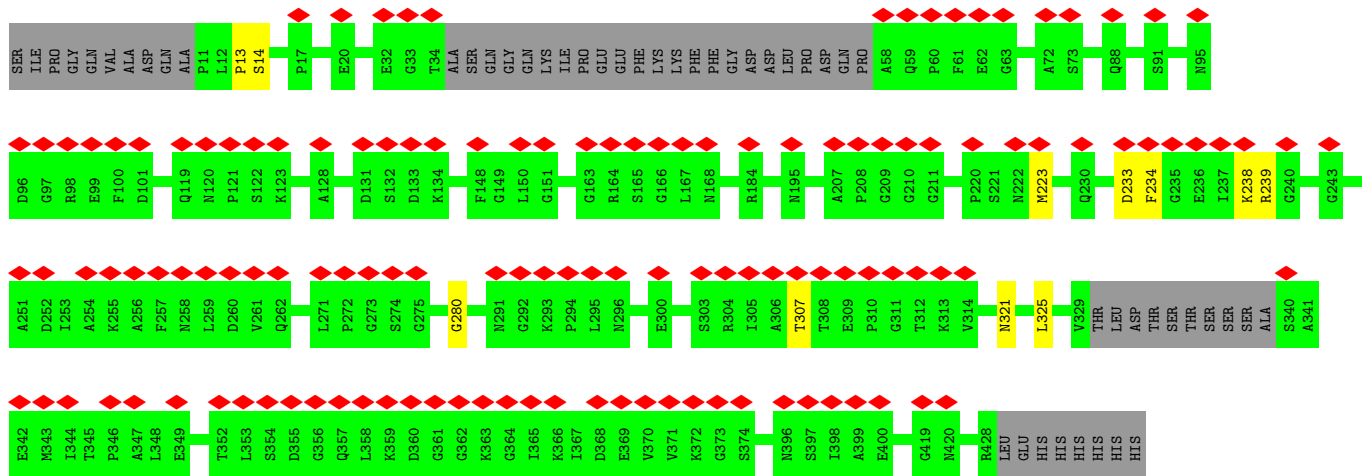 SER ILE PRO GLY GLN VAL ALA ASP GLN ALA P11 L12 P13 S14 P17 E20 E32 G33 T34 ALA SER GLN GLY GLN LYS ILE PRO GLU GLU PHE LYS LYS PHE PHE GLY ASP ASP LEU PRO ASP GLN PRO A58 Q59 P60 F61 E62 G63 A72 S73 Q88 S91 N95
D96 G97 R98 E99 F100 D101 Q119 N120 P121 S122 K123 A128 D131 S132 D133 K134 F148 G149 L150 G151 G163 R164 S165 G166 L167 N168 R184 N195 A207 P208 G209 G210 G211 P220 S221 N222 M223 Q230 D233 F234 G235 E236 I237 K238 R239 G240 G243
A251 D252 I253 A254 K255 A256 F257 N258 L259 D260 V261 Q262 L271 P272 G273 S274 G275 G280 N291 G292 K293 P294 L295 N296 E300 S303 R304 I305 A306 T307 T308 E309 P310 G311 T312 K313 V314 N321 L325 V329 THR LEU ASP THR SER THR SER SER SER ALA S340 A341
E342 M343 I344 T345 P346 A347 L348 E349 T352 L353 S354 D355 G356 Q357 L358 K359 D360 G361 G362 K363 G364 I365 K366 I367 D368 E369 V370 V371 K372 G373 S374 N396 S397 I398 A399 E400 G419 N420 R428 LEU GLU HIS HIS HIS HIS HIS HIS